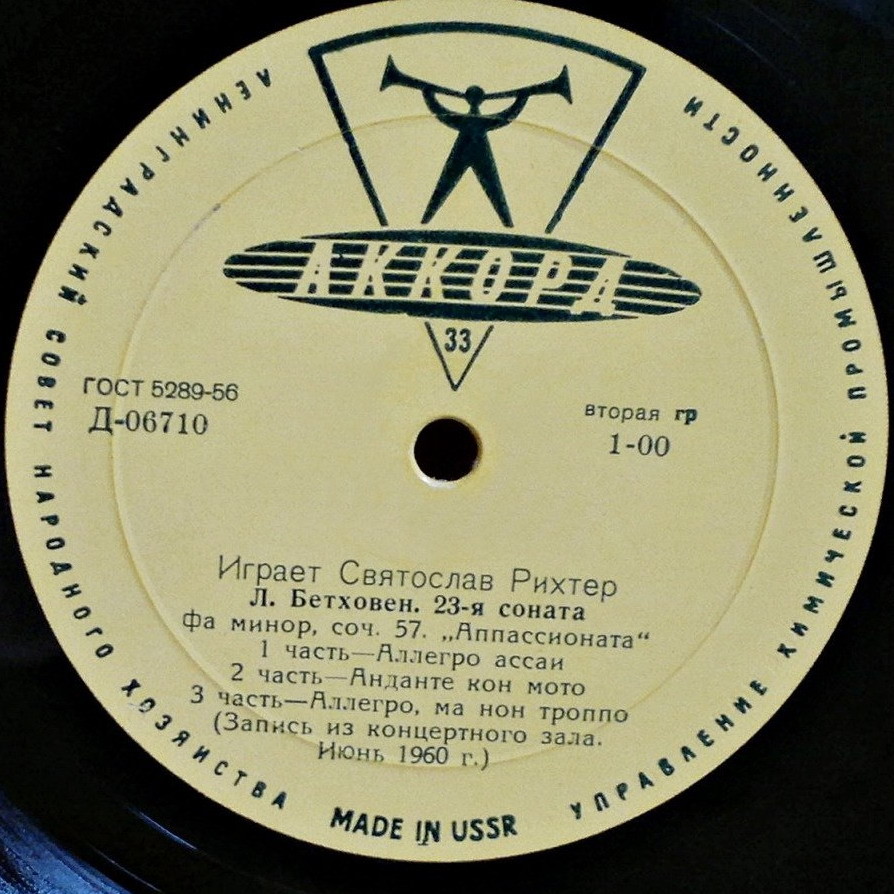 ЛЕНИНГРАДСКИЙ СОВЕТ НАРОДНОГО ХОЗЯЙСТВА
УПРАВЛЕНИЕ ХИМИЧЕСКОЙ ПРОМЫШЛЕННОСТИ
АККОРД
33
ГОСТ 5289-56
Д-06710
вторая гр
1-00
Играет Святослав Рихтер
Л. Бетховен. 23-я соната
фа минор, соч. 57. „Аппассионата“
1 часть—Аллегро ассаи
2 часть—Анданте кон мото
3 часть—Аллегро, ма нон троппо
(Запись из концертного зала.
Июнь 1960 г.)
MADE IN USSR